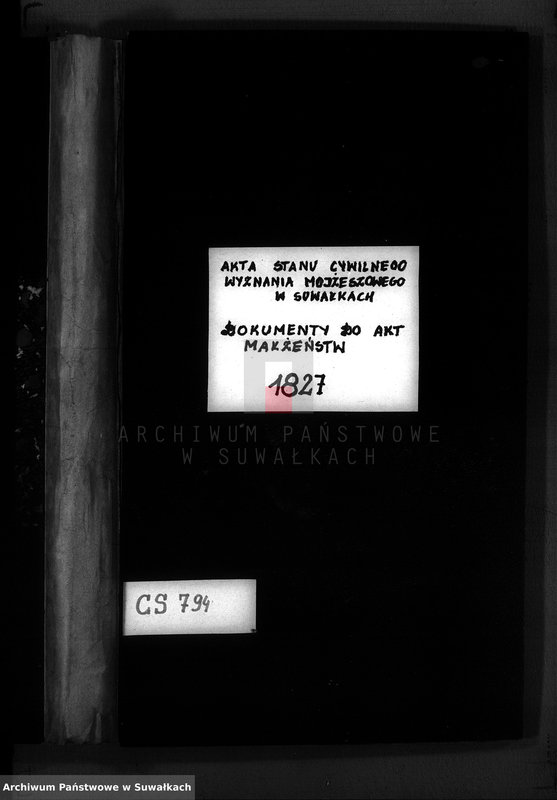 AKTA STANU CYWILNEGO
WYZNANIA MOJŻESZOWEGO
W SUWAŁKACH
DOKUMENTY DO AKT
MAŁŻEŃSTW
1827
ARCHIWUM PAŃSTWOWE
W SUWAŁKACH
CS 794
Archiwum Państwowe w Suwałkach